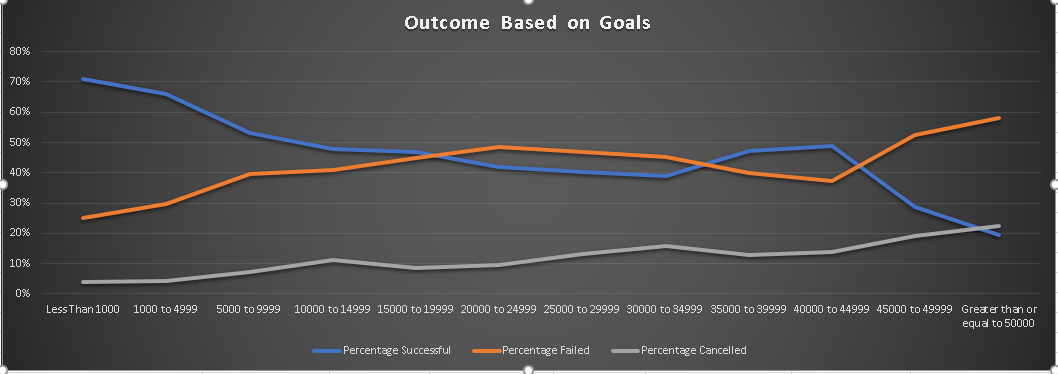 Outcome Based on Goals
80%
70%
60%
50%
40%
30%
20%
10%
0%
Less Than 1000
1000 to 4999
5000 to 9999
10000 to 14999
15000 to 19999
20000 to 24999
25000 to 29999
30000 to 34999
35000 to 39999
40000 to 44999
45000 to 49999
Greater than or
equal to 50000
Percentage Successful
Percentage Failed
Percentage Cancelled